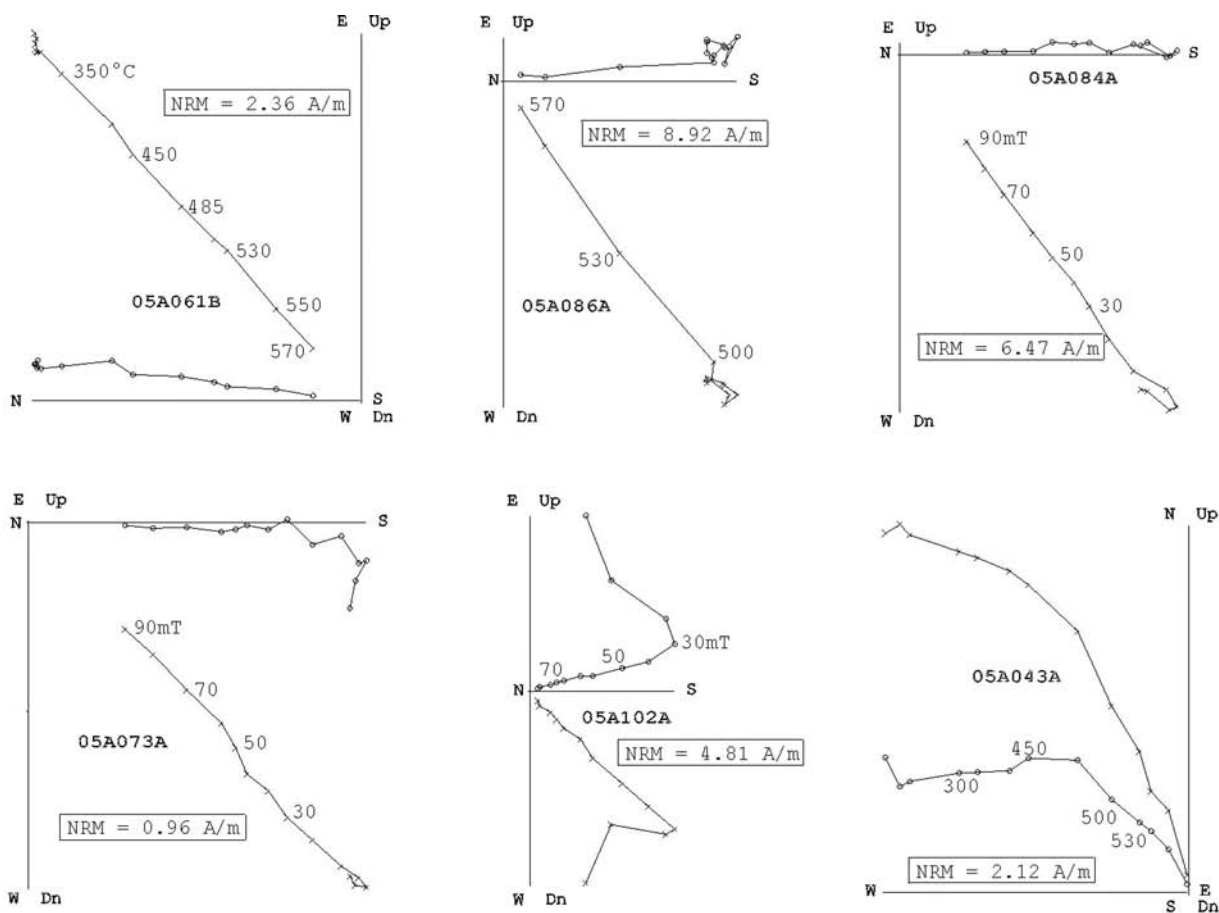 E Up
350°C
NRM = 2.36 A/m
450
485
530
05A061B
550
570
N S
W Dn
E Up
N S
570
NRM = 8.92 A/m
530
05A086A
500
W Dn
E Up
N S
05A084A
90mT
70
50
30
NRM = 6.47 A/m
W Dn
E Up
N S
90mT
70
05A073A
50
30
NRM = 0.96 A/m
W Dn
E Up
30mT
50
70
N S
05A102A
NRM = 4.81 A/m
W Dn
N Up
05A043A
450
300
500
530
NRM = 2.12 A/m
W E
S Dn